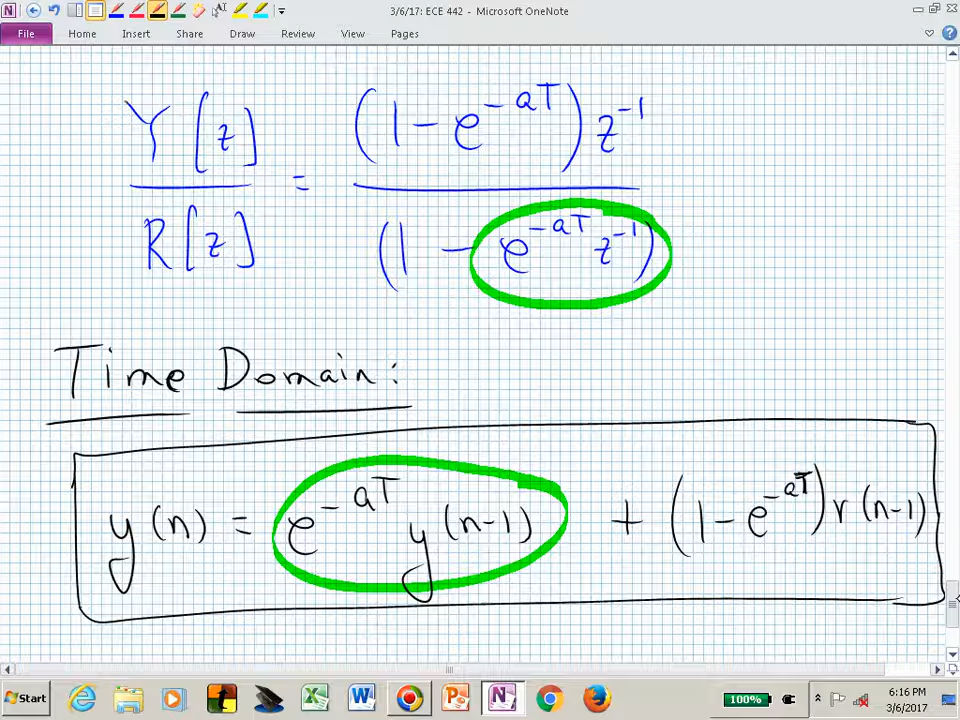 3/6/17: ECE 442 - Microsoft OneNote
File Home Insert Share Draw Review View Pages
Y[z] / R[z] = (1 - e^{-aT}) z^{-1} / (1 - e^{-aT} z^{-1})
Time Domain:
y(n) = e^{-aT} y(n-1) + (1 - e^{-aT}) r(n-1)
Start
100%
6:16 PM
3/6/2017